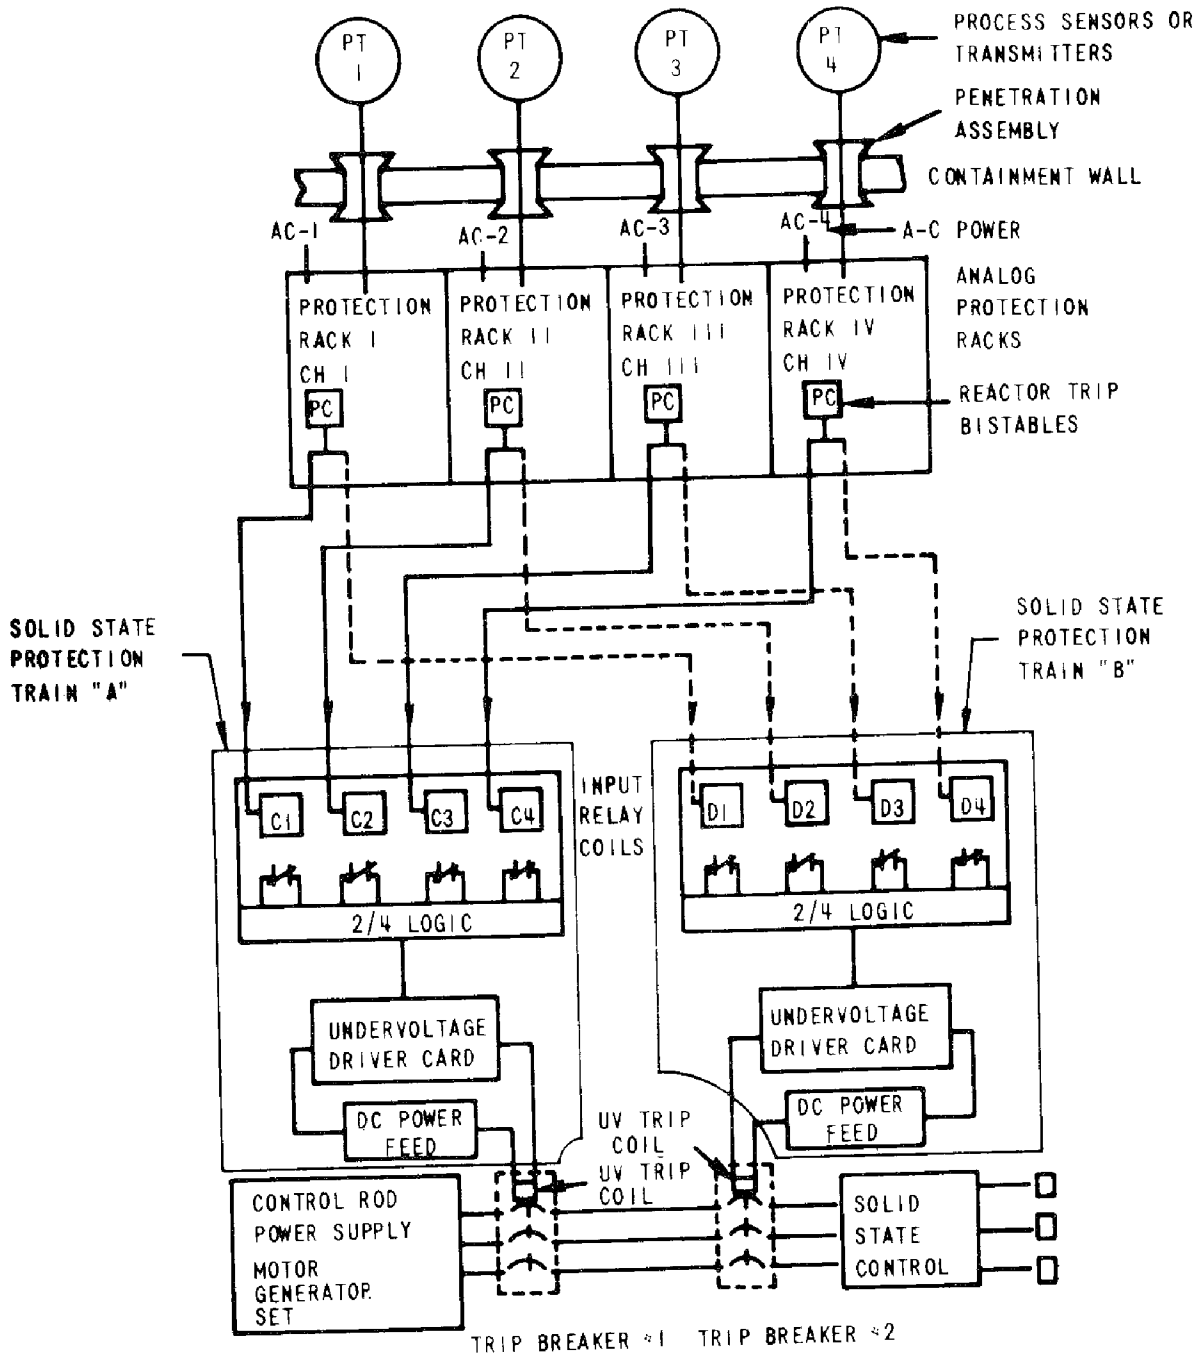 PT
1
PT
2
PT
3
PT
4
PROCESS SENSORS OR
TRANSMITTERS
PENETRATION
ASSEMBLY
CONTAINMENT WALL
AC-1
AC-2
AC-3
AC-4
A-C POWER
PROTECTION
RACK I
CH I
PC
PROTECTION
RACK II
CH II
PC
PROTECTION
RACK III
CH III
PC
PROTECTION
RACK IV
CH IV
PC
ANALOG
PROTECTION
RACKS
REACTOR TRIP
BISTABLES
SOLID STATE
PROTECTION
TRAIN "A"
SOLID STATE
PROTECTION
TRAIN "B"
C1
C2
C3
C4
INPUT
RELAY
COILS
D1
D2
D3
D4
2/4 LOGIC
2/4 LOGIC
UNDERVOLTAGE
DRIVER CARD
UNDERVOLTAGE
DRIVER CARD
DC POWER
FEED
DC POWER
FEED
UV TRIP
COIL
UV TRIP
COIL
CONTROL ROD
POWER SUPPLY
MOTOR
GENERATOR
SET
SOLID
STATE
CONTROL
TRIP BREAKER #1
TRIP BREAKER #2